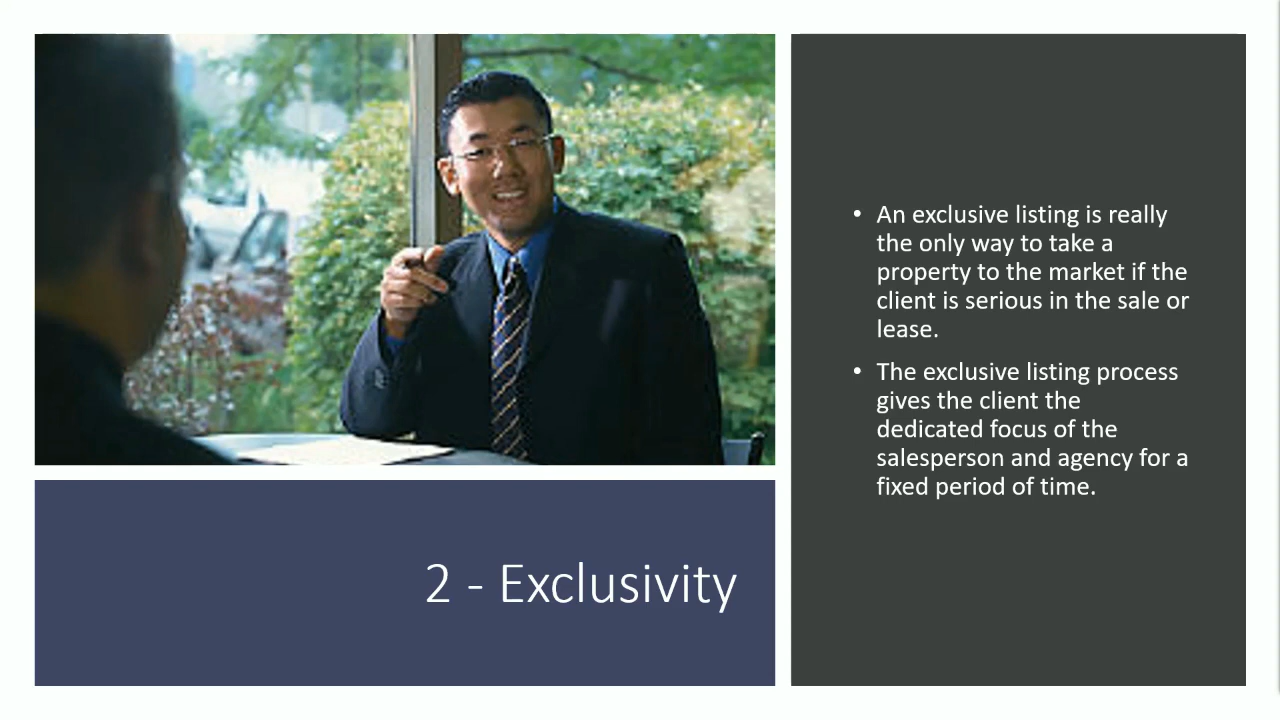 2 - Exclusivity
• An exclusive listing is really
the only way to take a
property to the market if the
client is serious in the sale or
lease.
• The exclusive listing process
gives the client the
dedicated focus of the
salesperson and agency for a
fixed period of time.